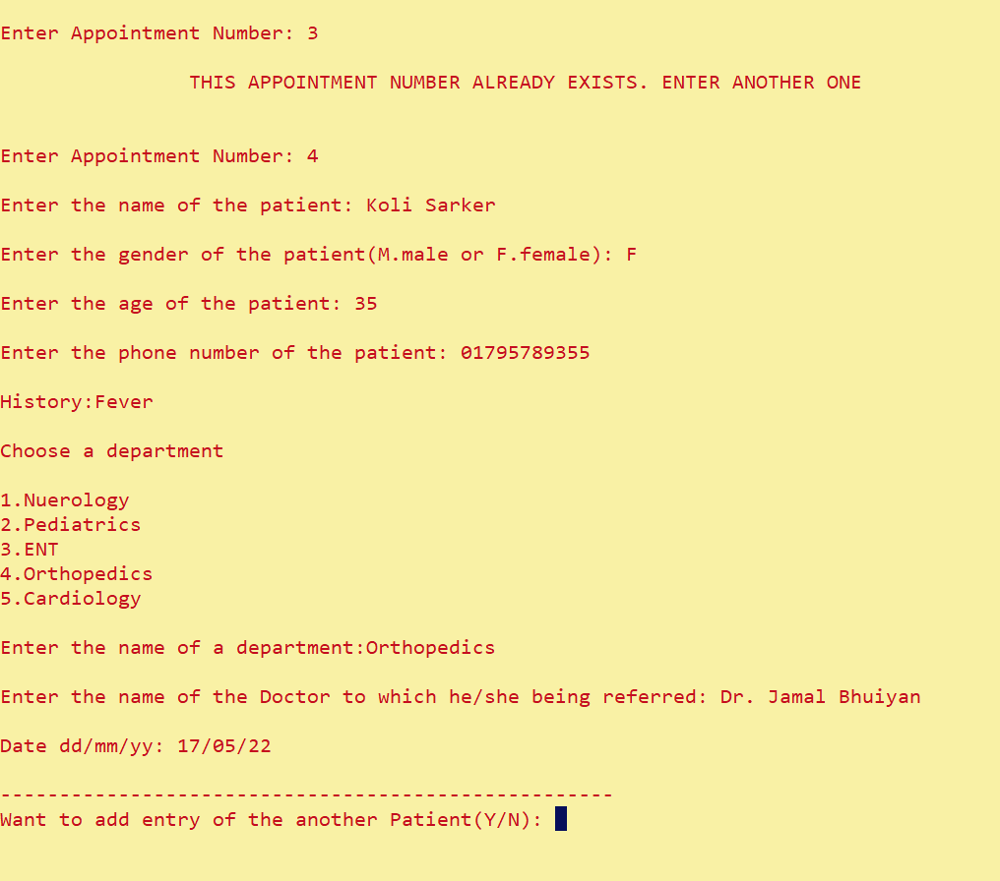 Enter Appointment Number: 3
THIS APPOINTMENT NUMBER ALREADY EXISTS. ENTER ANOTHER ONE
Enter Appointment Number: 4
Enter the name of the patient: Koli Sarker
Enter the gender of the patient(M.male or F.female): F
Enter the age of the patient: 35
Enter the phone number of the patient: 01795789355
History:Fever
Choose a department
1.Nuerology
2.Pediatrics
3.ENT
4.Orthopedics
5.Cardiology
Enter the name of a department:Orthopedics
Enter the name of the Doctor to which he/she being referred: Dr. Jamal Bhuiyan
Date dd/mm/yy: 17/05/22
----------------------------------------------------
Want to add entry of the another Patient(Y/N):